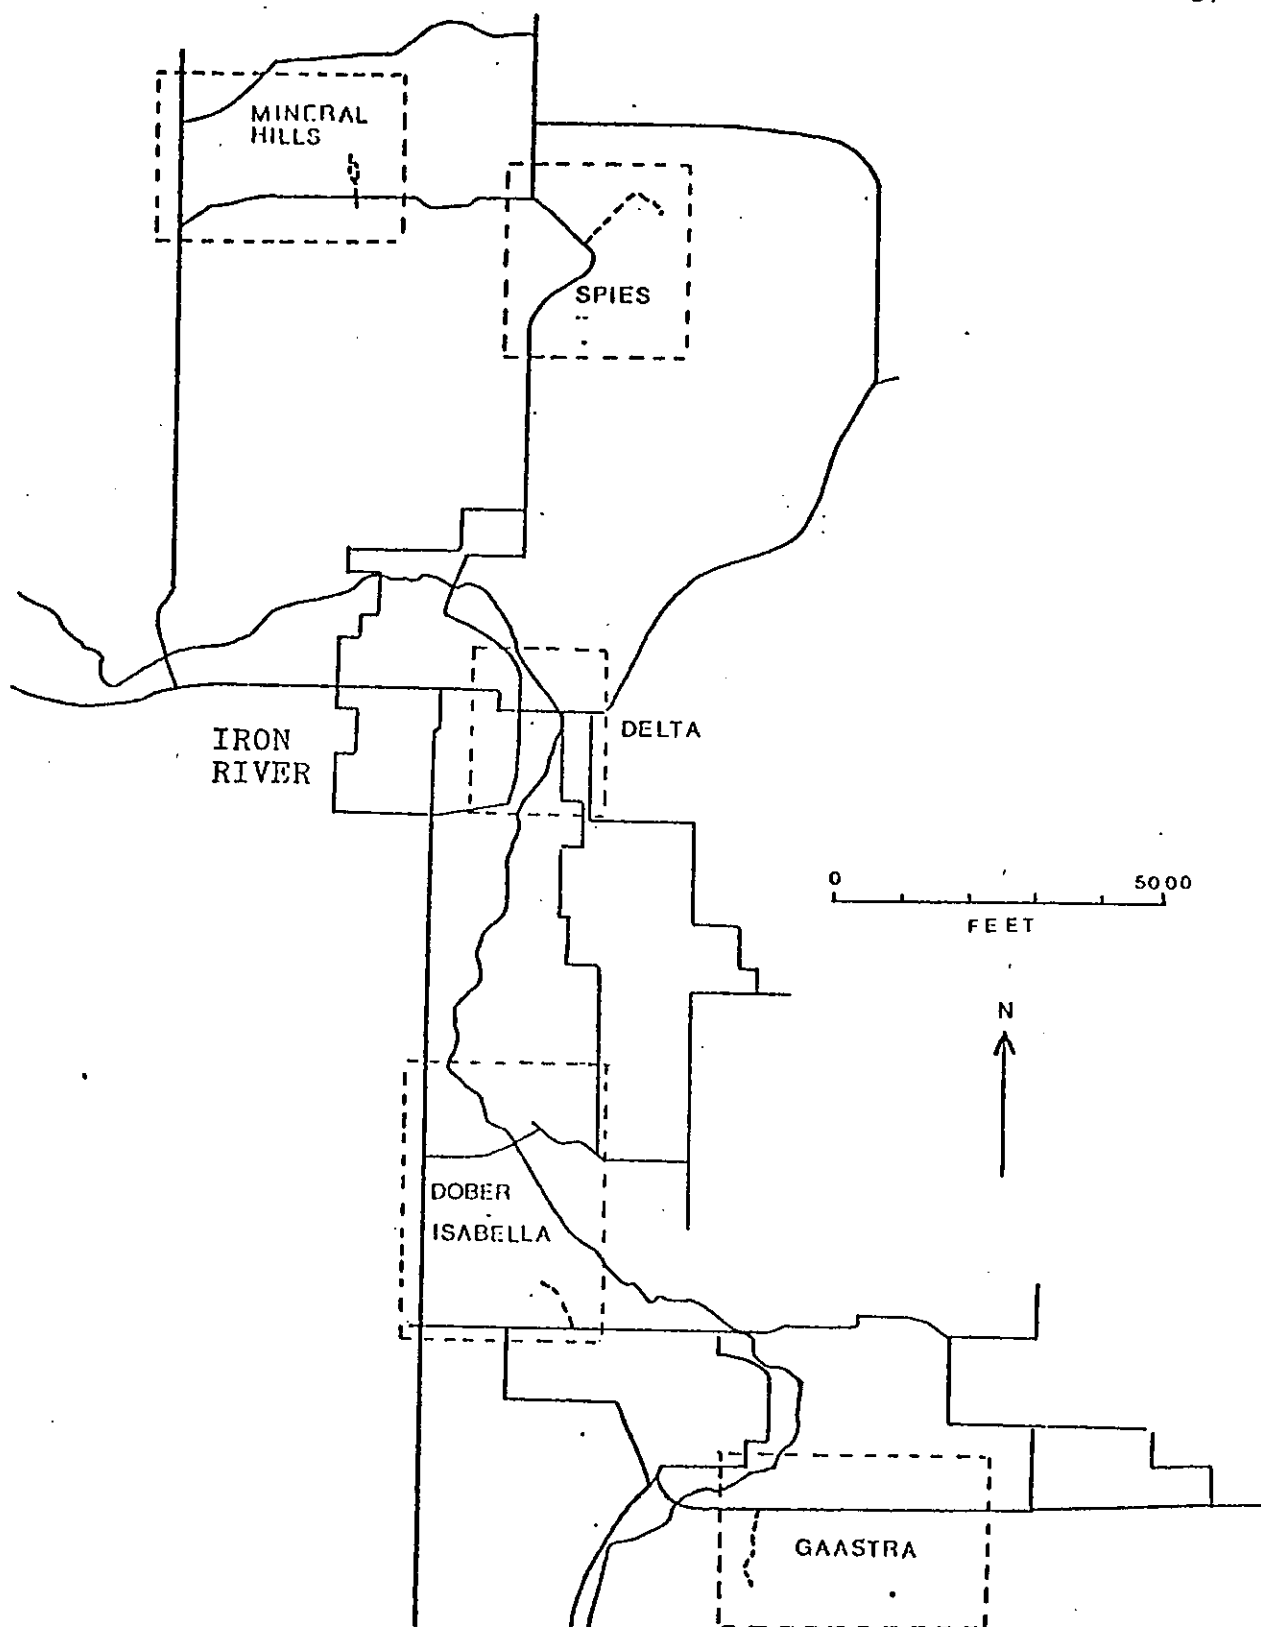 MINERAL
HILLS
SPIES
DELTA
IRON
RIVER
0 5000
FEET
N
DOBER
ISABELLA
GAASTRA